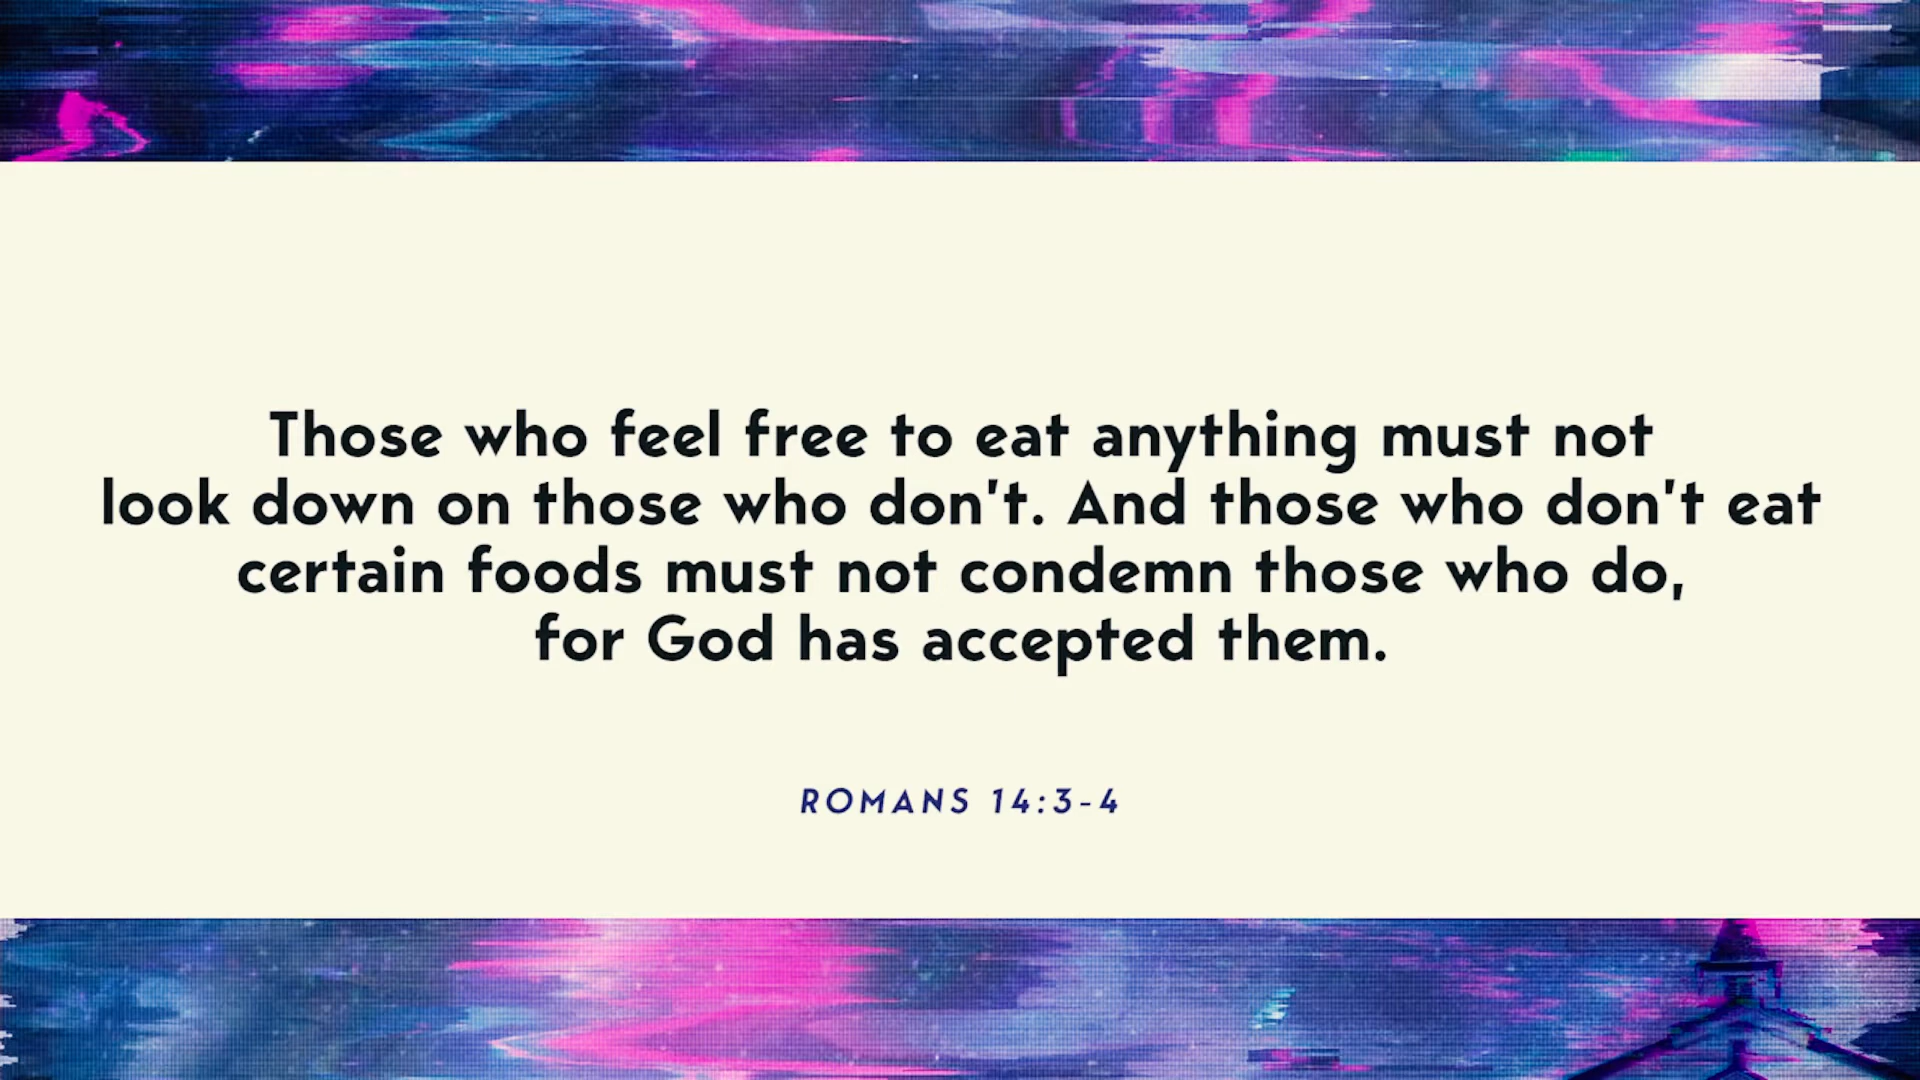 Those who feel free to eat anything must not
look down on those who don't. And those who don't eat
certain foods must not condemn those who do,
for God has accepted them.
ROMANS 14:3-4